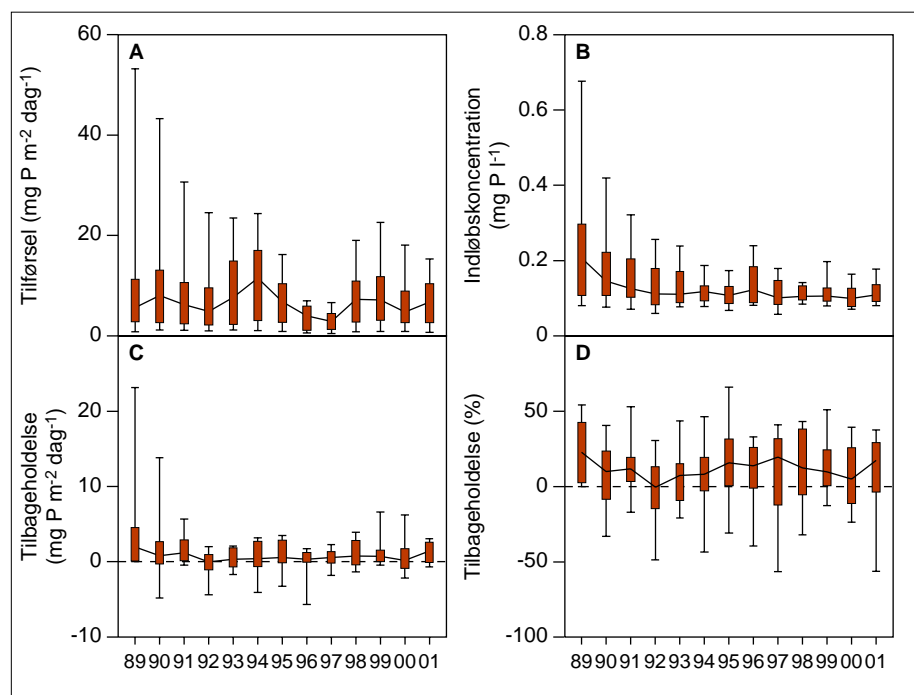 A
Tilførsel (mg P m-2 dag-1)
60
40
20
0
B
Indløbskoncentration
(mg P l-1)
0.8
0.6
0.4
0.2
0
C
Tilbageholdelse
(mg P m-2 dag-1)
20
10
0
-10
89 90 91 92 93 94 95 96 97 98 99 00 01
D
Tilbageholdelse (%)
50
0
-50
-100
89 90 91 92 93 94 95 96 97 98 99 00 01